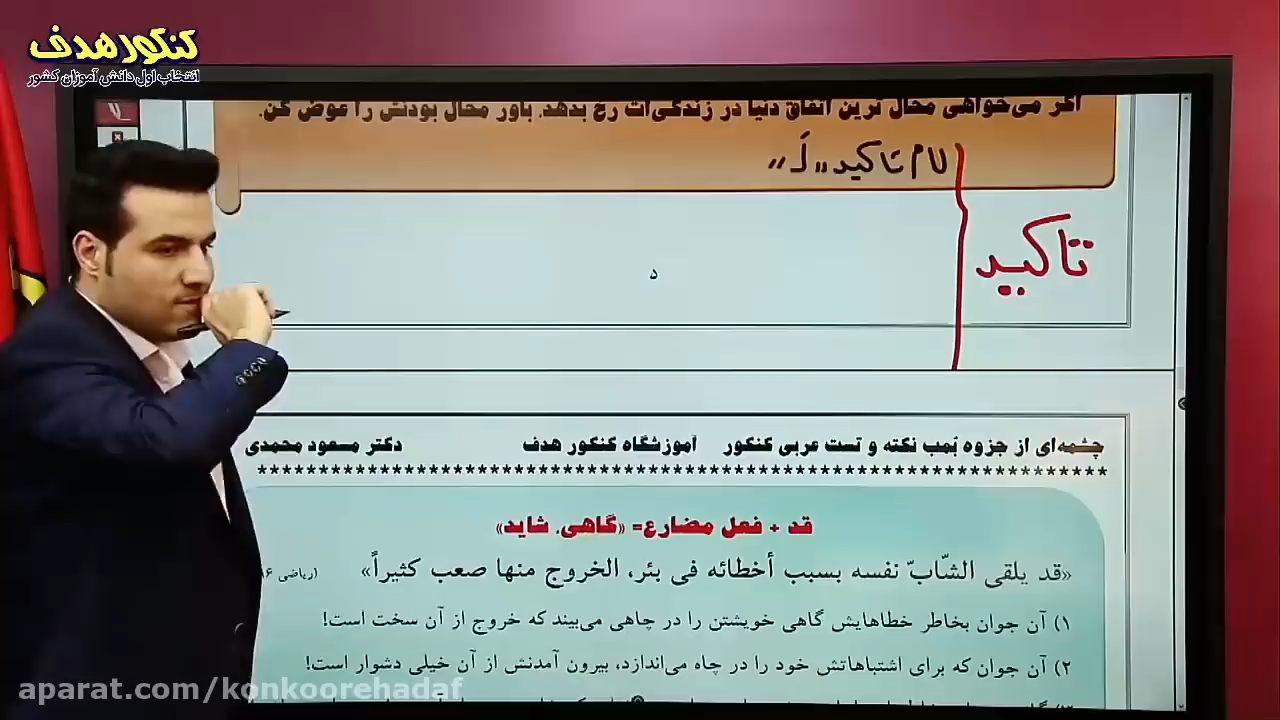 کنکور هدف
انتخاب اول دانش آموزان کشور
اگر می‌خواهی محال ترین اتفاق دنیا در زندگی‌ات رخ بدهد، باور محال بودنش را عوض کن.
لام تاکید «لَـ»
تاکید
د
چشمه‌ای از جزوه بمب نکته و تست عربی کنکور آموزشگاه کنکور هدف دکتر مسعود محمدی
********************************************************************************
قد + فعل مضارع= «گاهی، شاید»
«قد یلقی الشّابّ نفسه بسبب أخطائه فی بئر، الخروج منها صعب کثیراً» (ریاضی
۱) آن جوان بخاطر خطاهایش گاهی خویشتن را در چاهی می‌بیند که خروج از آن سخت است!
۲) آن جوان که برای اشتباهاتش خود را در چاه می‌اندازد، بیرون آمدنش از آن خیلی دشوار است!
aparat.com/konkoorehadaf